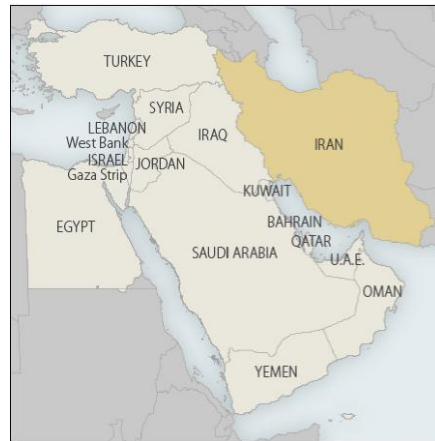 TURKEY
SYRIA
LEBANON
West Bank
ISRAEL
Gaza Strip
JORDAN
IRAQ
IRAN
KUWAIT
EGYPT
BAHRAIN
QATAR
SAUDI ARABIA
U.A.E.
OMAN
YEMEN